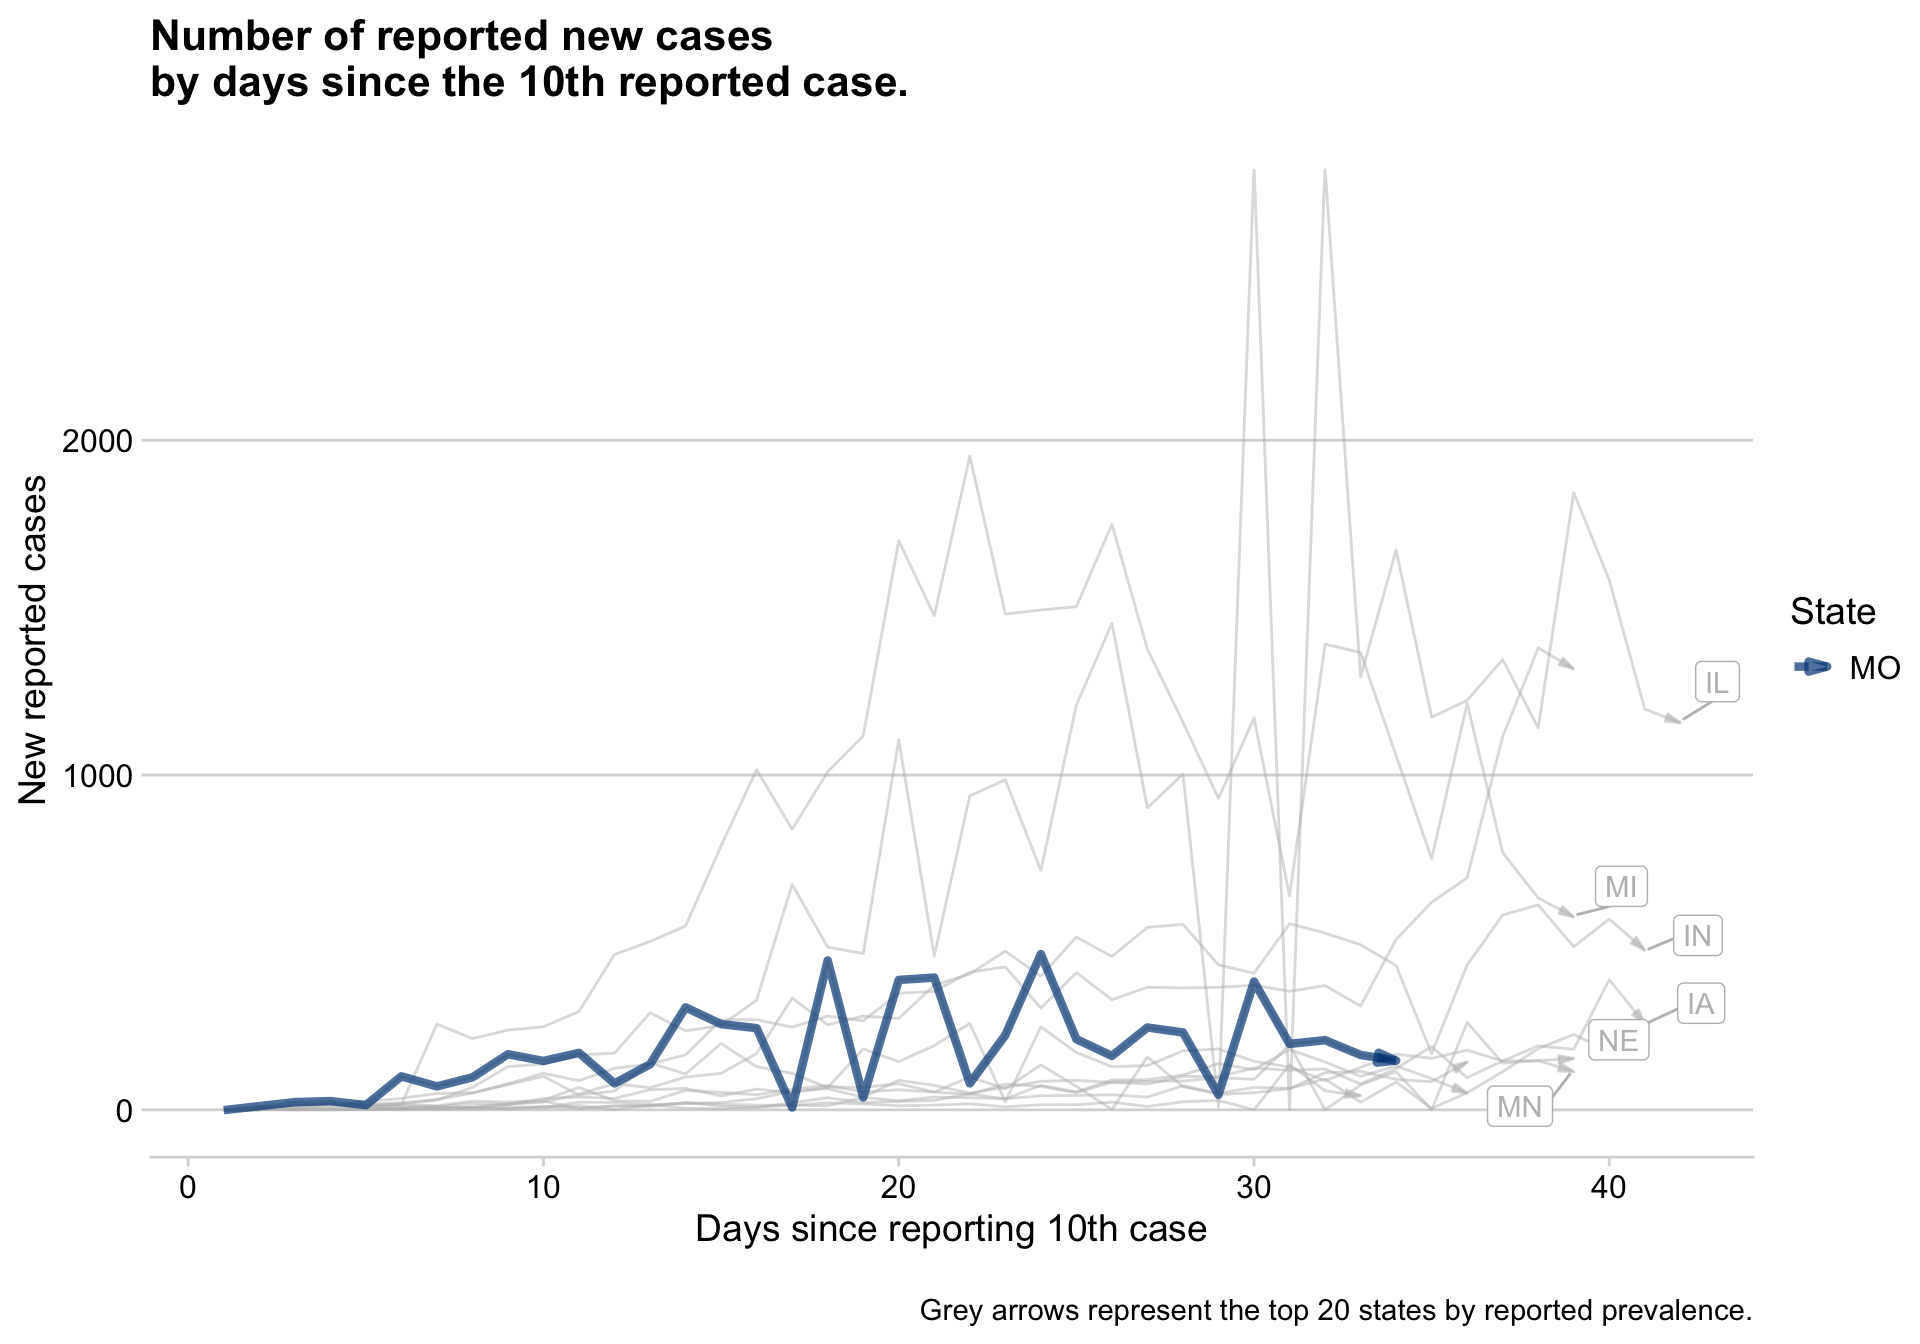 Number of reported new cases
by days since the 10th reported case.
New reported cases
2000
1000
0
IL
MI
IN
IA
NE
MN
State
MO
0 10 20 30 40
Days since reporting 10th case
Grey arrows represent the top 20 states by reported prevalence.